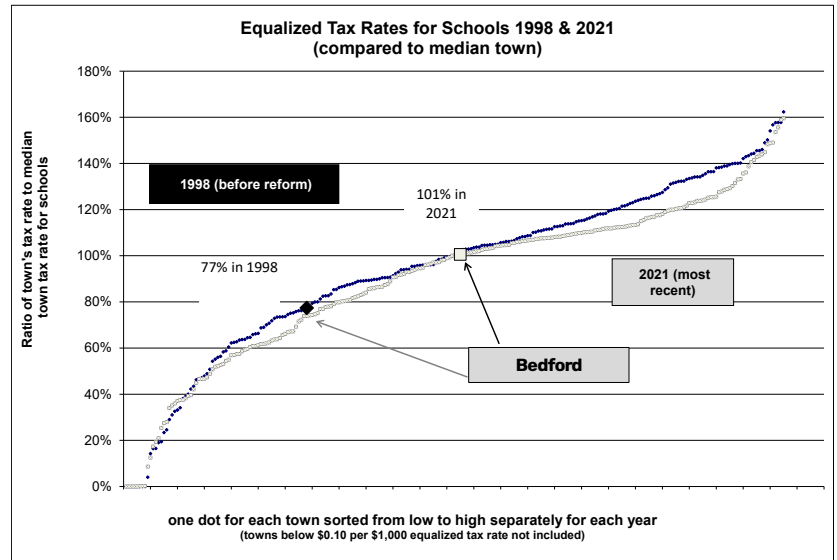 Equalized Tax Rates for Schools 1998 & 2021
(compared to median town)
Ratio of town's tax rate to median
town tax rate for schools
180%
160%
140%
120%
100%
80%
60%
40%
20%
0%
1998 (before reform)
101% in
2021
77% in 1998
2021 (most
recent)
Bedford
one dot for each town sorted from low to high separately for each year
(towns below $0.10 per $1,000 equalized tax rate not included)